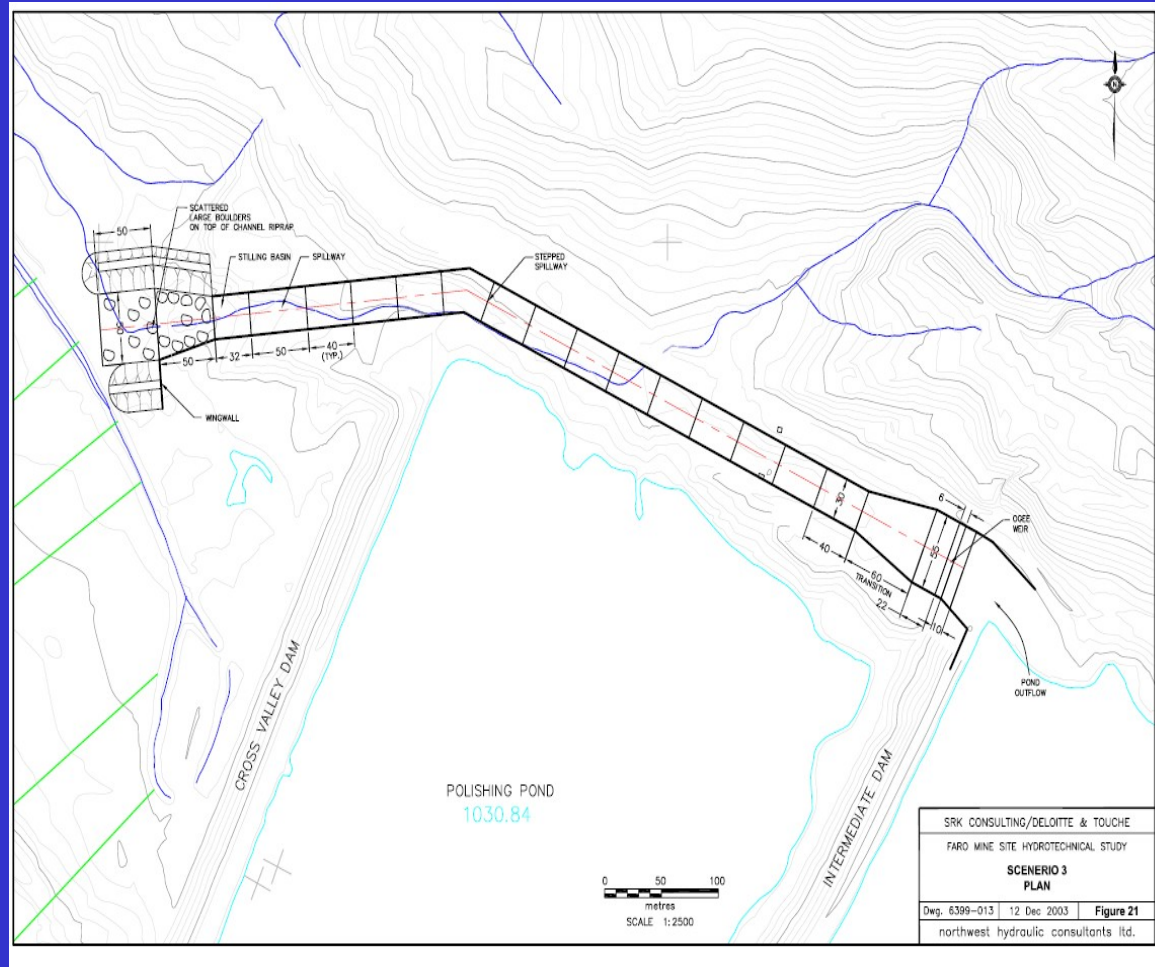 N
50
SCATTERED
LARGE BOULDERS
ON TOP OF CHANNEL RIPRAP
STILLING BASIN
SPILLWAY
STEPPED
SPILLWAY
50
32
50
40
(TYP.)
WINGWALL
30
6
OGEE
WEIR
55
40
60
TRANSITION
22
10
POND
OUTFLOW
CROSS VALLEY DAM
POLISHING POND
1030.84
INTERMEDIATE DAM
0 50 100
metres
SCALE 1:2500
SRK CONSULTING/DELOITTE & TOUCHE
FARO MINE SITE HYDROTECHNICAL STUDY
SCENERIO 3
PLAN
Dwg. 6399-013 12 Dec 2003 Figure 21
northwest hydraulic consultants ltd.